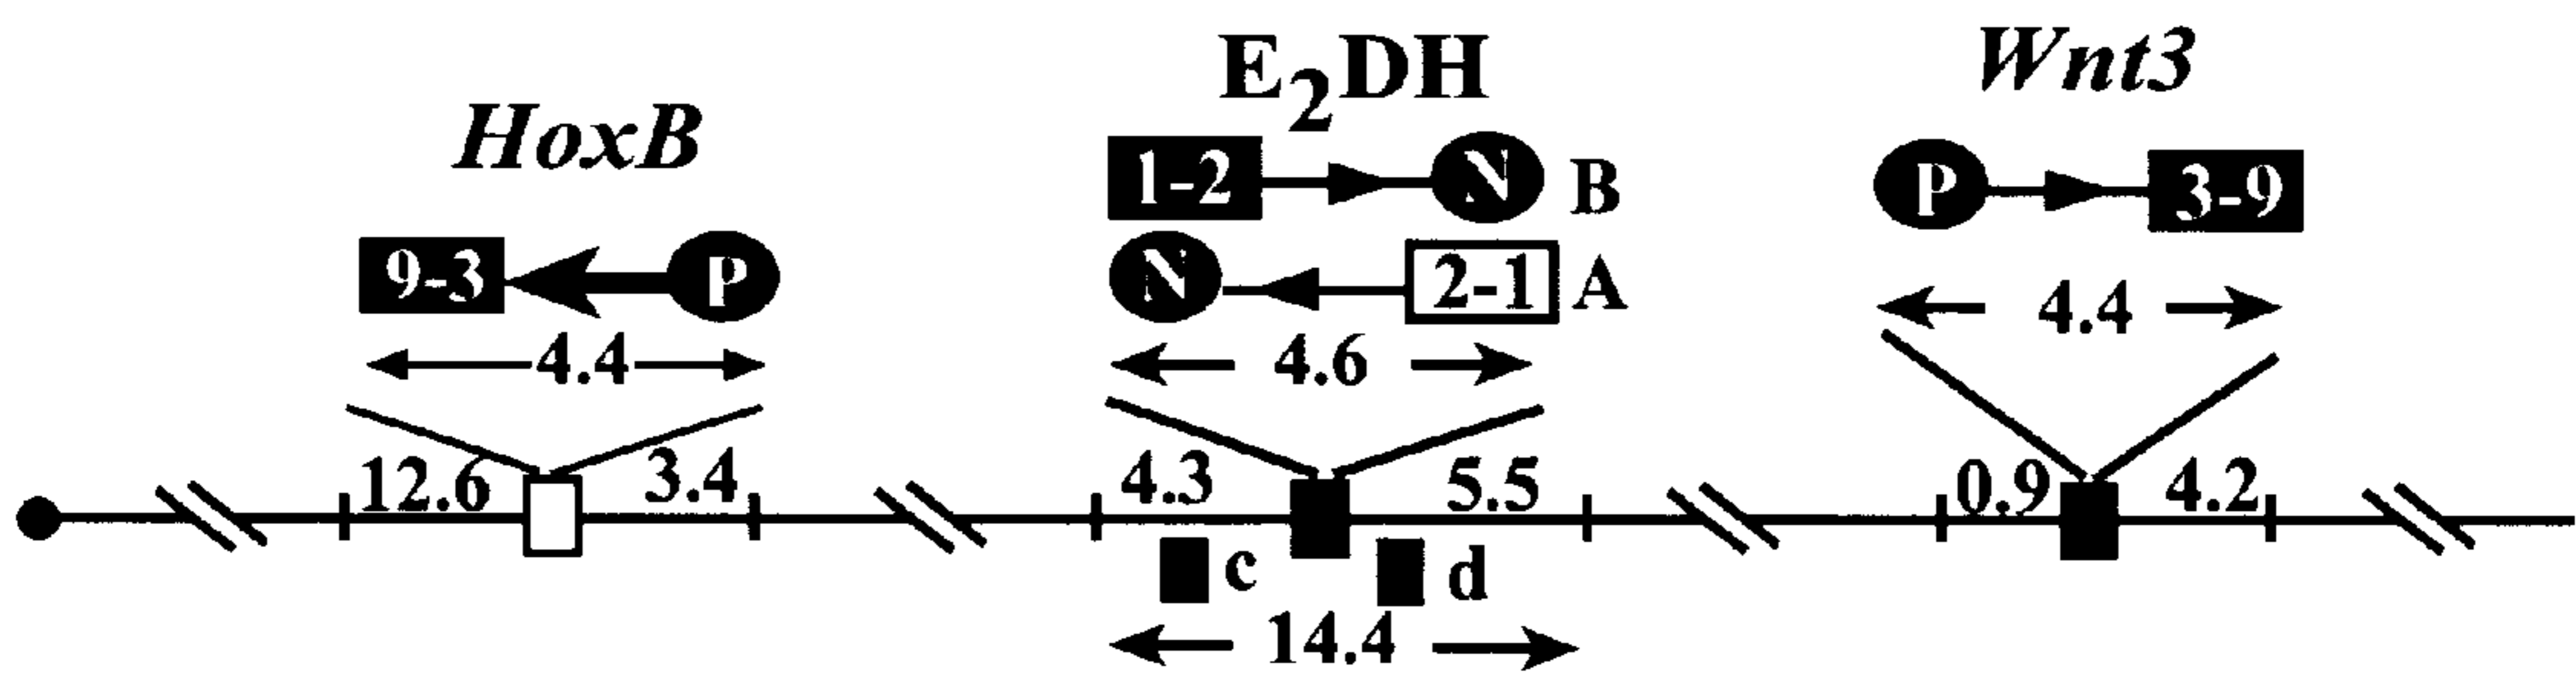 HoxB
9-3 P
4.4
12.6 3.4
E2DH
1-2 N B
N 2-1 A
4.6
4.3 5.5
c d
14.4
Wnt3
P 3-9
4.4
0.9 4.2